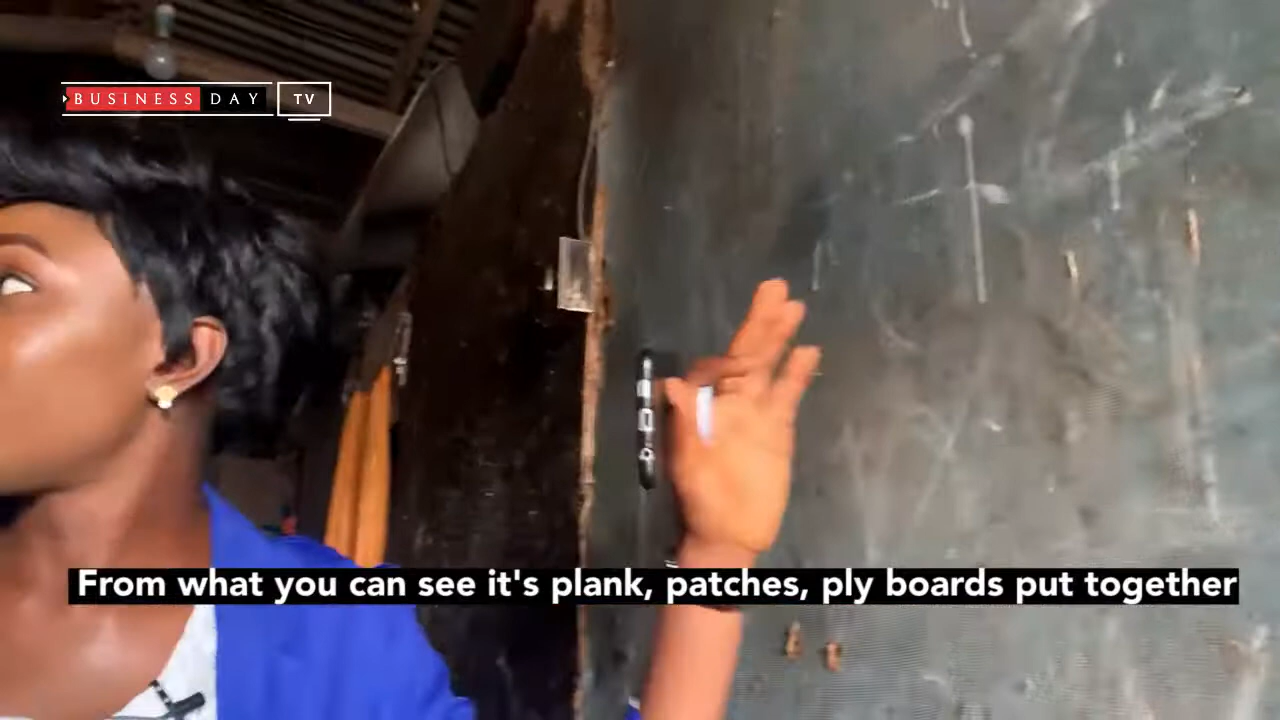 BUSINESS DAY TV
From what you can see it's plank, patches, ply boards put together